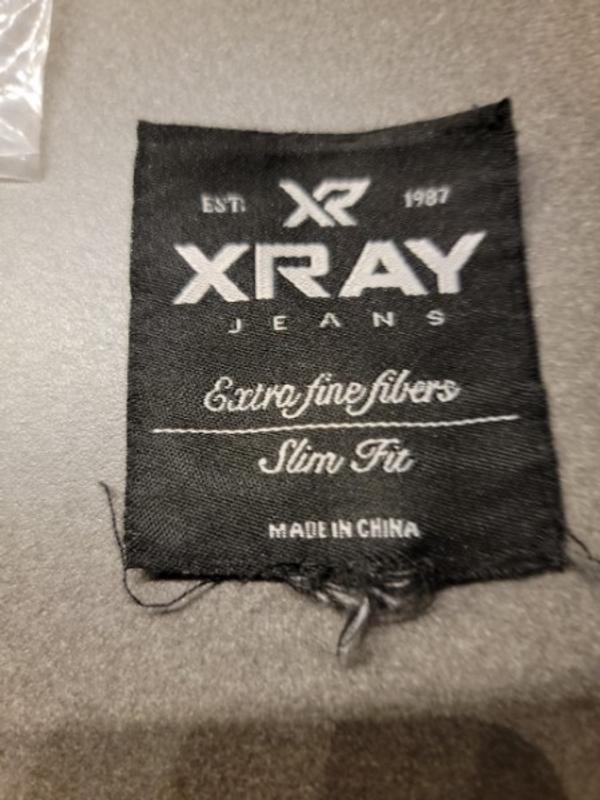 EST. XR 1987
XRAY
JEANS
Extra fine fibers
Slim Fit
MADE IN CHINA